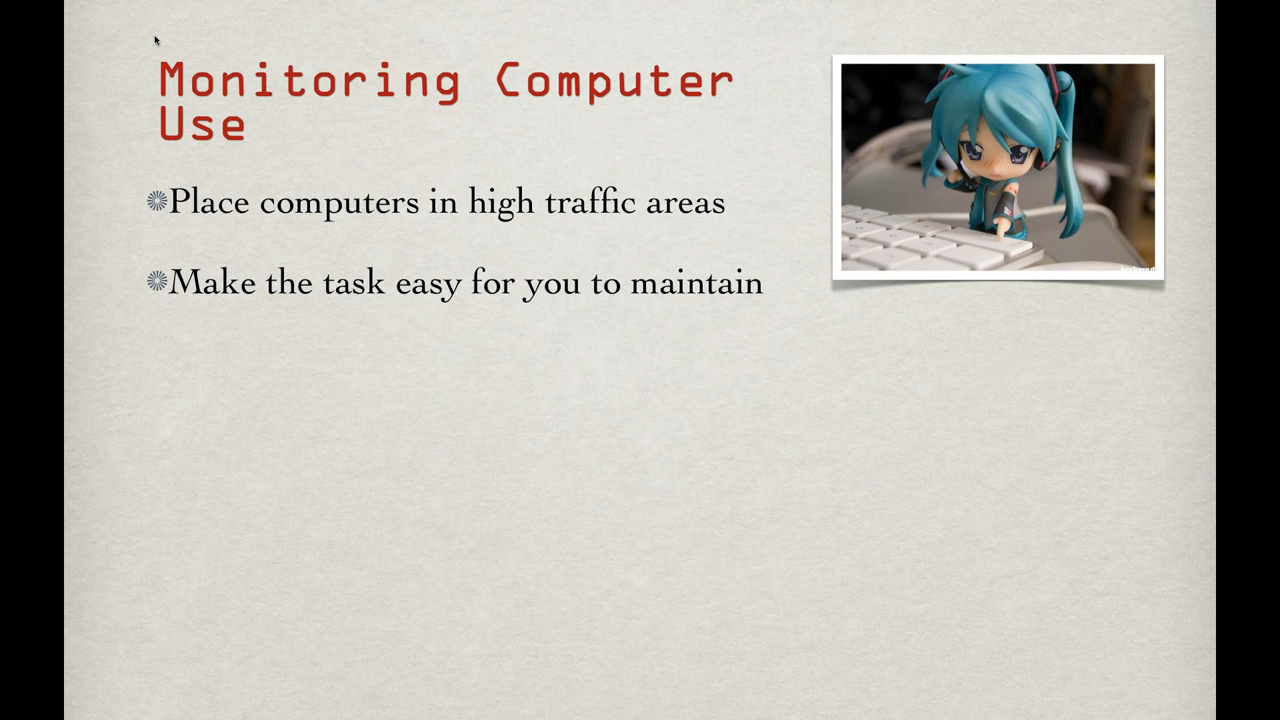 Monitoring Computer
Use
Place computers in high traffic areas
Make the task easy for you to maintain